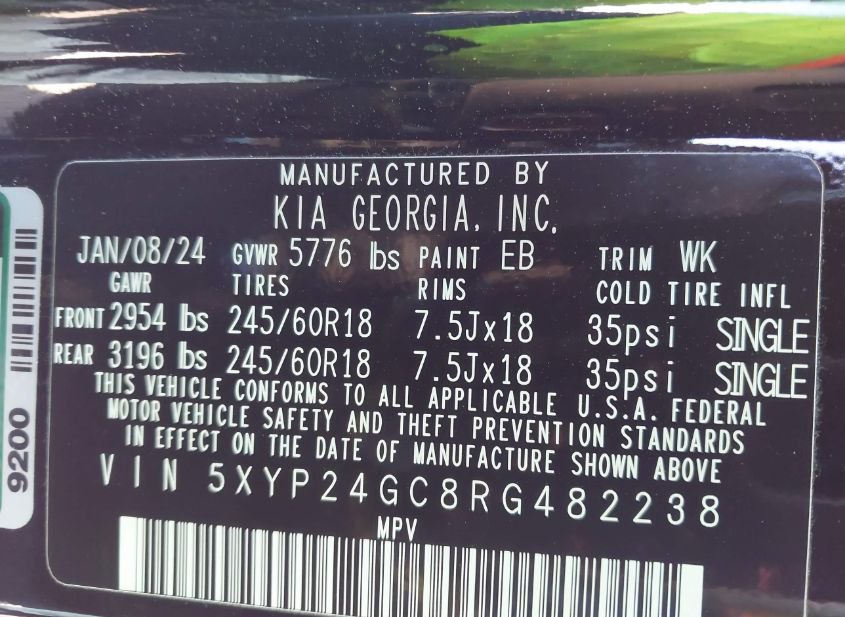 MANUFACTURED BY
KIA GEORGIA, INC.
JAN/08/24 GVWR 5776 lbs PAINT EB TRIM WK
GAWR TIRES RIMS COLD TIRE INFL
FRONT 2954 lbs 245/60R18 7.5Jx18 35psi SINGLE
REAR 3196 lbs 245/60R18 7.5Jx18 35psi SINGLE
THIS VEHICLE CONFORMS TO ALL APPLICABLE U.S.A. FEDERAL
MOTOR VEHICLE SAFETY AND THEFT PREVENTION STANDARDS
IN EFFECT ON THE DATE OF MANUFACTURE SHOWN ABOVE
VIN 5XYP24GC8RG482238
MPV
9200